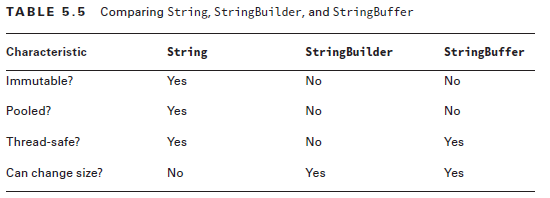 TABLE 5.5 Comparing String, StringBuilder, and StringBuffer
Characteristic String StringBuilder StringBuffer
Immutable? Yes No No
Pooled? Yes No No
Thread-safe? Yes No Yes
Can change size? No Yes Yes